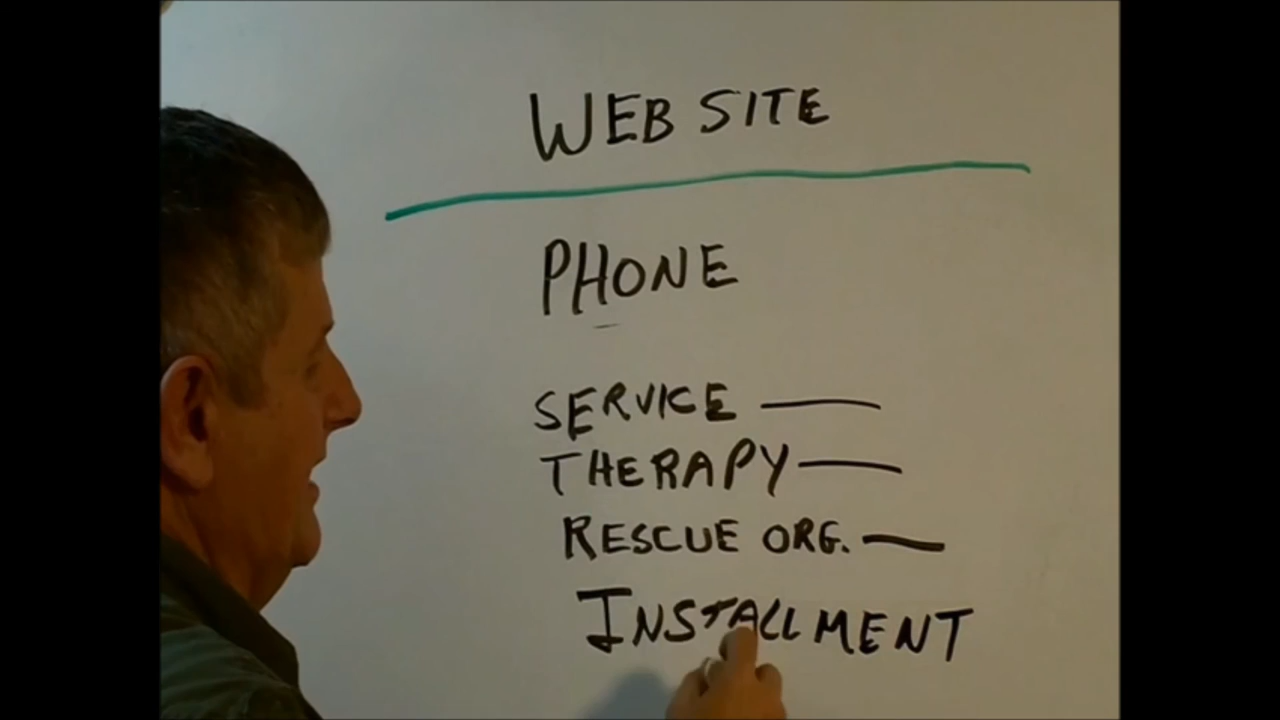 WEB SITE
PHONE
SERVICE —
THERAPY —
RESCUE ORG. —
INSTALLMENT